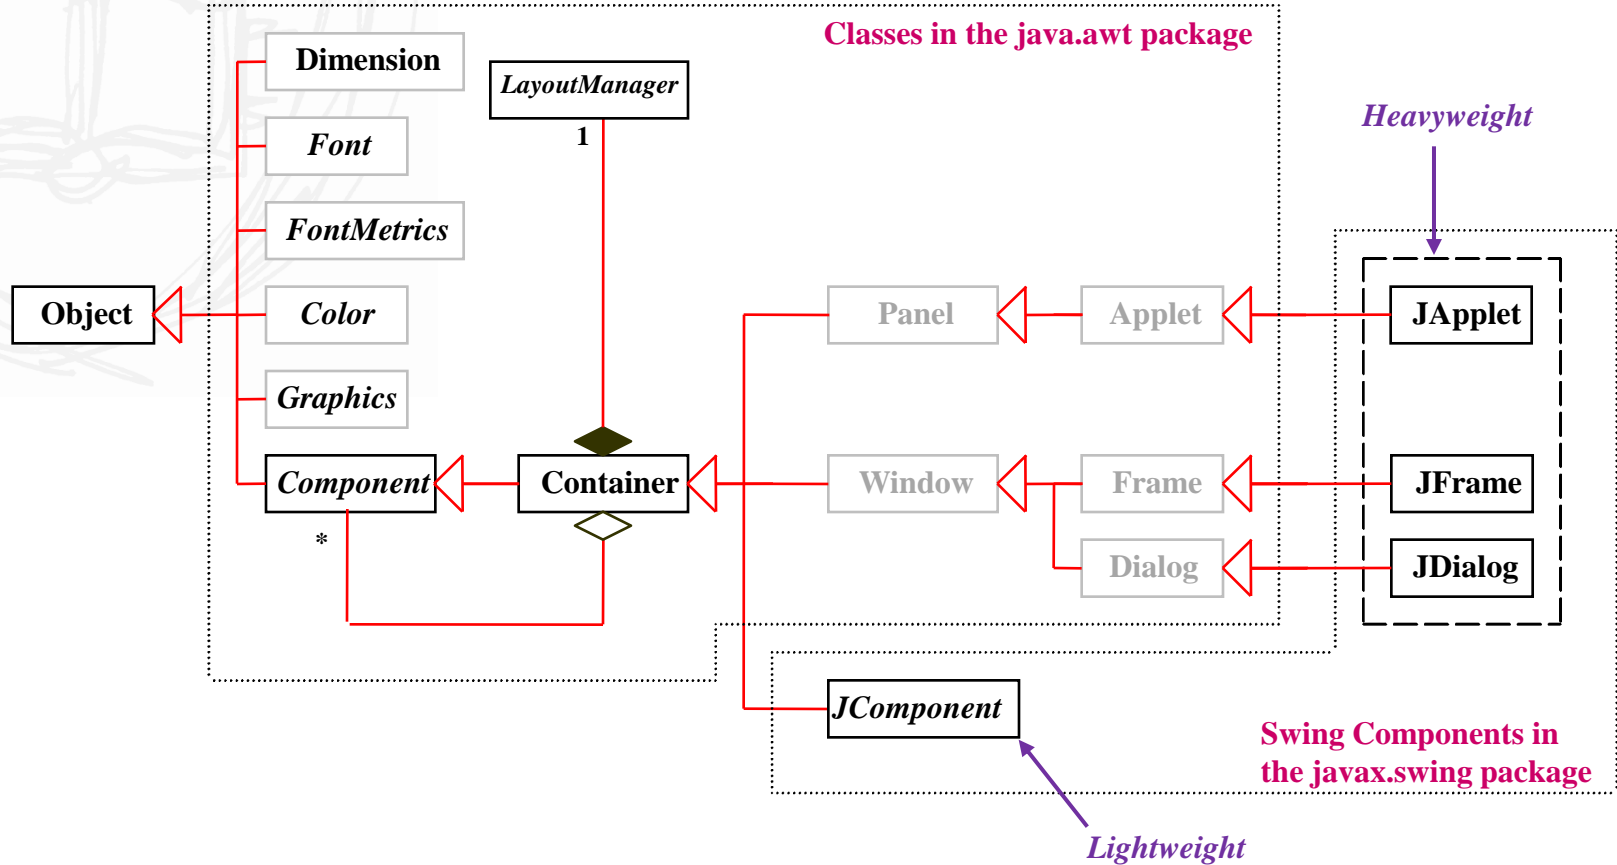 Classes in the java.awt package
Dimension
LayoutManager
1
Heavyweight
Font
FontMetrics
Object
Color
Panel
Applet
JApplet
Graphics
Component
Container
Window
Frame
JFrame
*
Dialog
JDialog
JComponent
Swing Components in
the javax.swing package
Lightweight